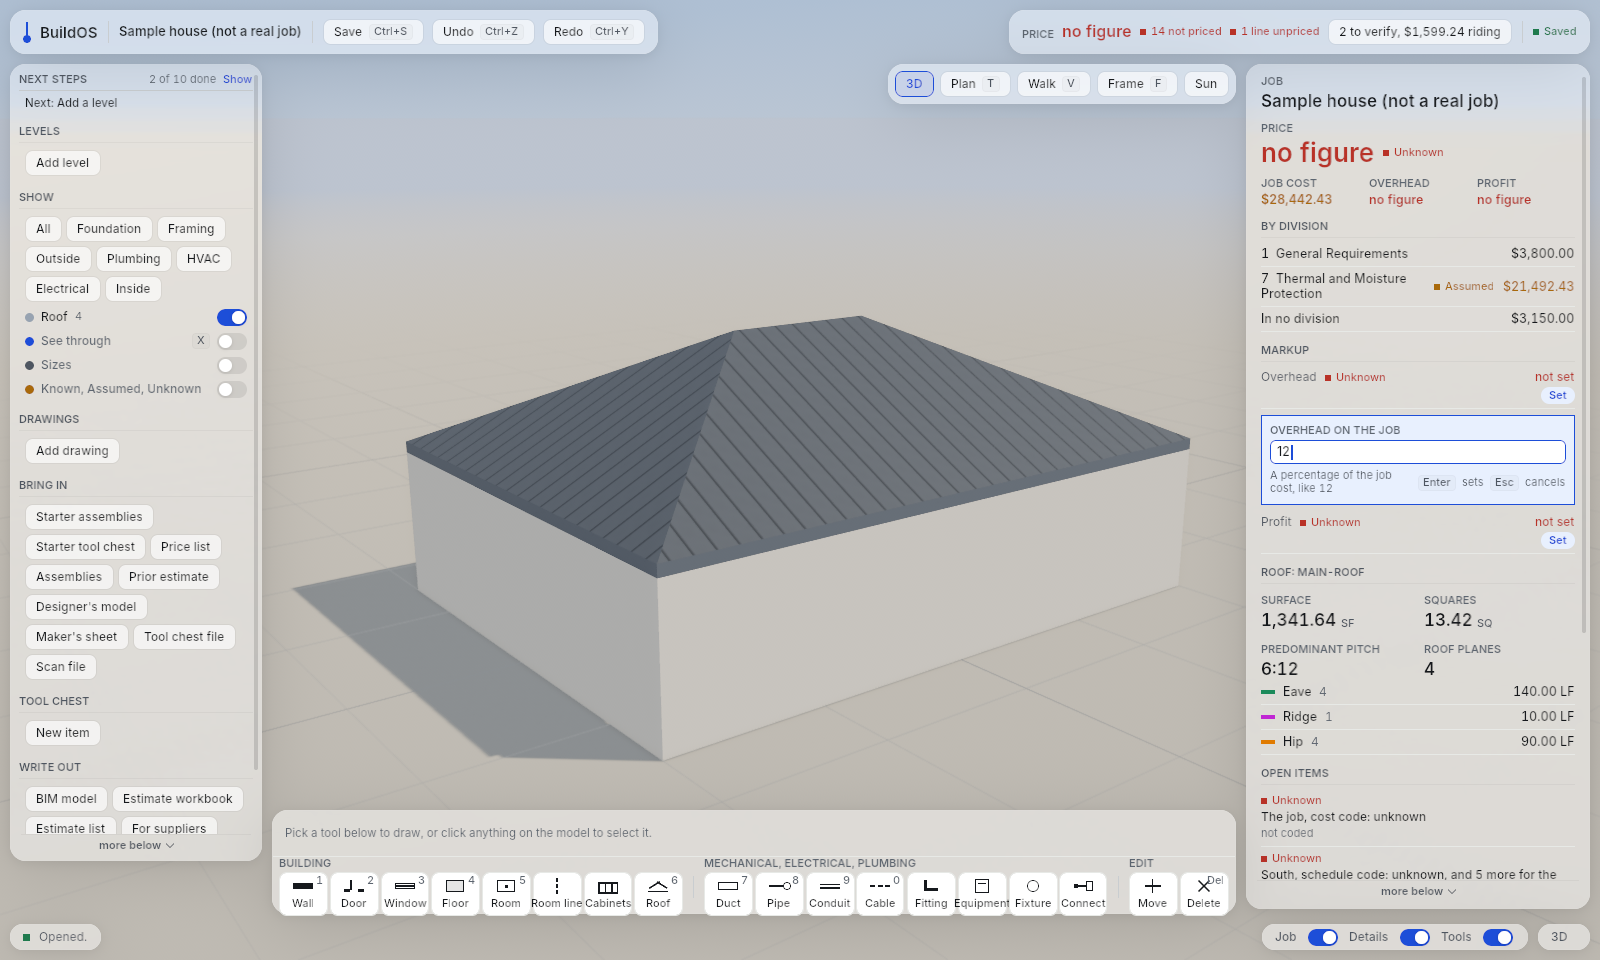 BuildOS
Sample house (not a real job)
Save Ctrl+S
Undo Ctrl+Z
Redo Ctrl+Y
PRICE no figure 14 not priced 1 line unpriced
2 to verify, $1,599.24 riding
Saved
NEXT STEPS 2 of 10 done Show
Next: Add a level
LEVELS
Add level
SHOW
All Foundation Framing
Outside Plumbing HVAC
Electrical Inside
Roof 4
See through X
Sizes
Known, Assumed, Unknown
DRAWINGS
Add drawing
BRING IN
Starter assemblies
Starter tool chest Price list
Assemblies Prior estimate
Designer's model
Maker's sheet Tool chest file
Scan file
TOOL CHEST
New item
WRITE OUT
BIM model Estimate workbook
Estimate list For suppliers
more below
Opened.
3D Plan T Walk V Frame F Sun
Pick a tool below to draw, or click anything on the model to select it.
BUILDING
1 2 3 4 5 6
Wall Door Window Floor Room Room line Cabinets Roof
MECHANICAL, ELECTRICAL, PLUMBING
7 8 9 0
Duct Pipe Conduit Cable Fitting Equipment Fixture Connect
EDIT
Del
Move Delete
JOB
Sample house (not a real job)
PRICE
no figure Unknown
JOB COST OVERHEAD PROFIT
$28,442.43 no figure no figure
BY DIVISION
1 General Requirements $3,800.00
7 Thermal and Moisture
Protection Assumed $21,492.43
In no division $3,150.00
MARKUP
Overhead Unknown not set
Set
OVERHEAD ON THE JOB
12
A percentage of the job
cost, like 12
Enter sets Esc cancels
Profit Unknown not set
Set
ROOF: MAIN-ROOF
SURFACE SQUARES
1,341.64 SF 13.42 SQ
PREDOMINANT PITCH ROOF PLANES
6:12 4
Eave 4 140.00 LF
Ridge 1 10.00 LF
Hip 4 90.00 LF
OPEN ITEMS
Unknown
The job, cost code: unknown
not coded
Unknown
South, schedule code: unknown, and 5 more for the
more below
Job Details Tools 3D